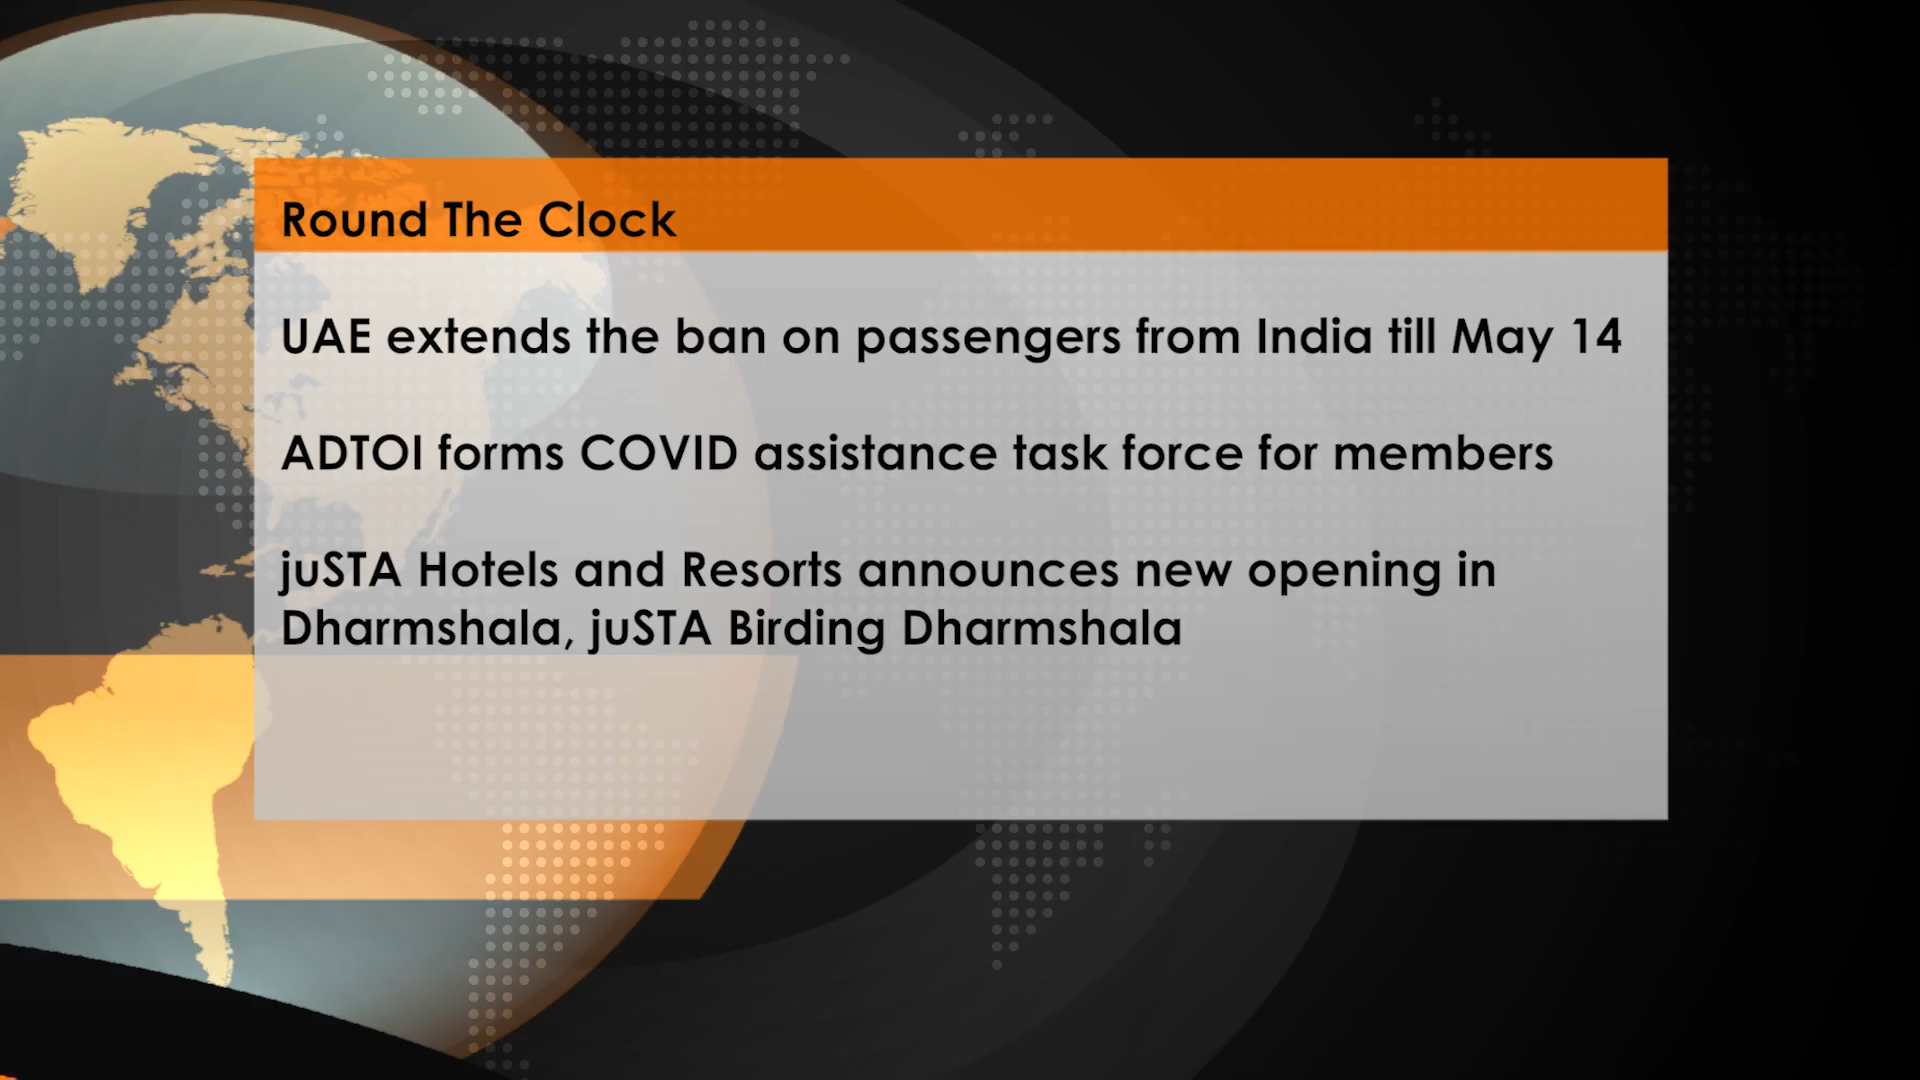 Round The Clock
UAE extends the ban on passengers from India till May 14
ADTOI forms COVID assistance task force for members
juSTA Hotels and Resorts announces new opening in
Dharmshala, juSTA Birding Dharmshala